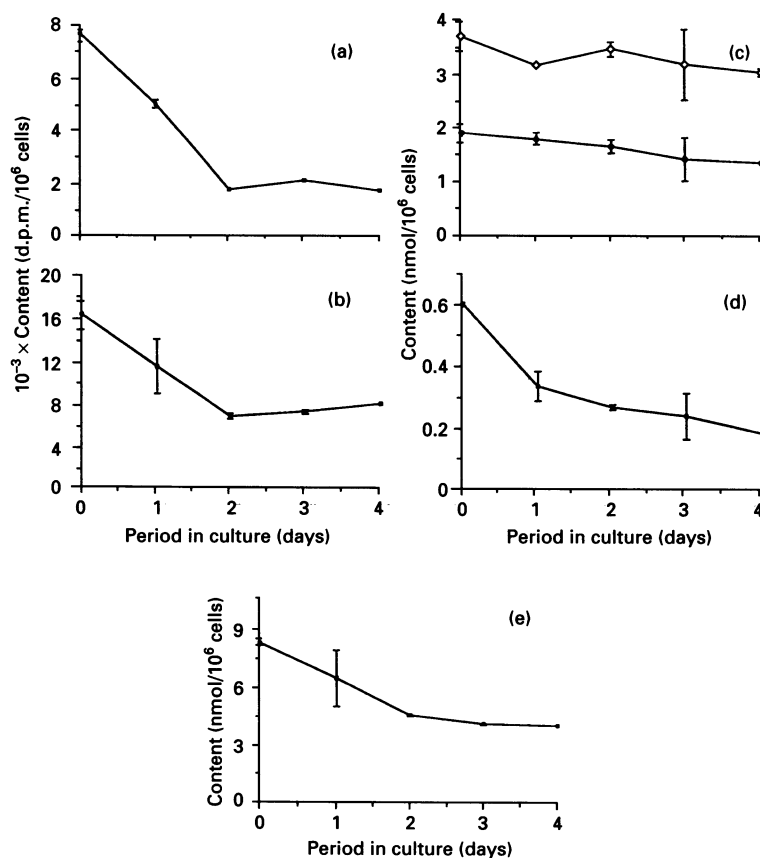 (a)
8
6
4
2
0
10⁻³ × Content (d.p.m./10⁶ cells)
(b)
20
16
12
8
4
0
0 1 2 3 4
Period in culture (days)
(c)
4
3
2
1
0
Content (nmol/10⁶ cells)
(d)
0.6
0.4
0.2
0
0 1 2 3 4
Period in culture (days)
(e)
9
6
3
0
Content (nmol/10⁶ cells)
0 1 2 3 4
Period in culture (days)